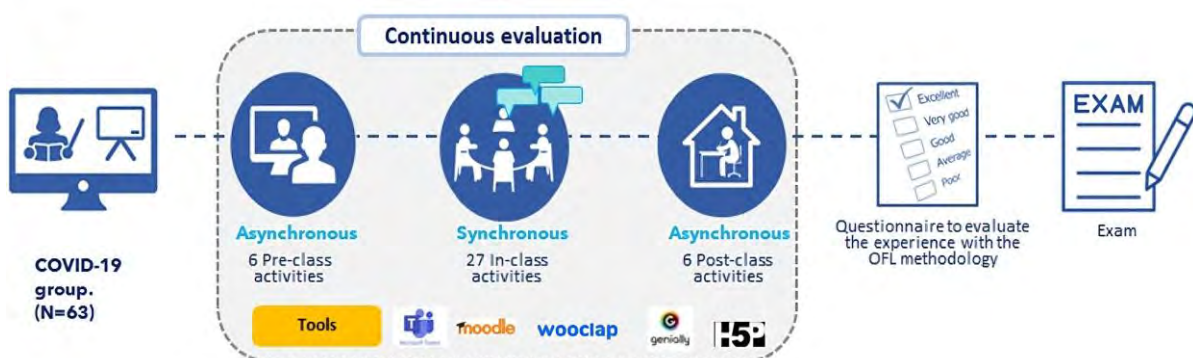 Continuous evaluation
Excellent
Very good
Good
Average
Poor
EXAM
Asynchronous
Synchronous
Asynchronous
6 Pre-class
activities
27 In-class
activities
6 Post-class
activities
Questionnaire to evaluate
the experience with the
OFL methodology
Exam
COVID-19
group.
(N=63)
Tools
Microsoft Teams
moodle
wooclap
genially
H5P